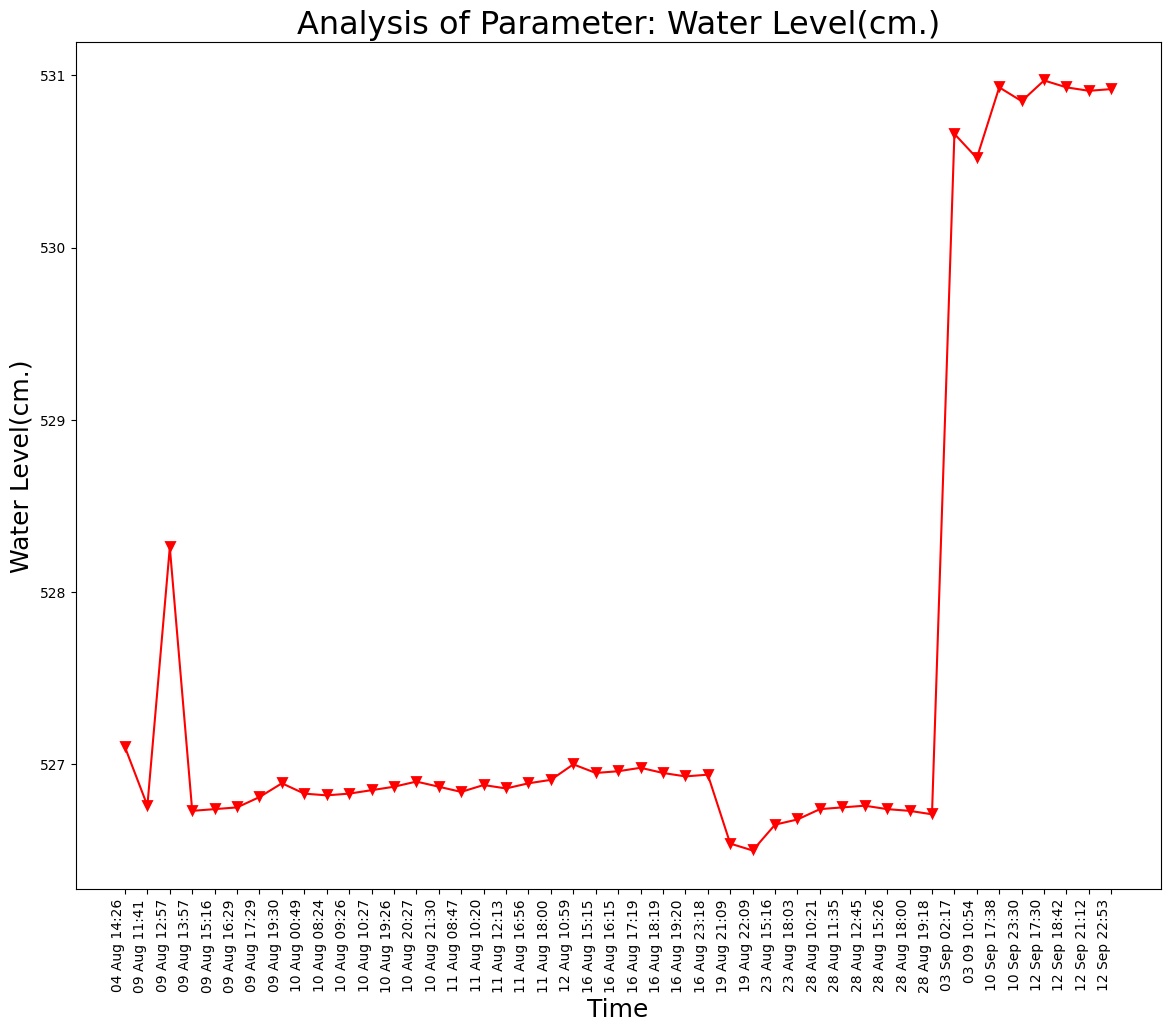 Analysis of Parameter: Water Level(cm.)
531
530
529
528
527
Water Level(cm.)
04 Aug 14:26
09 Aug 11:41
09 Aug 12:57
09 Aug 13:57
09 Aug 15:16
09 Aug 16:29
09 Aug 17:29
09 Aug 19:30
10 Aug 00:49
10 Aug 08:24
10 Aug 09:26
10 Aug 10:27
10 Aug 19:26
10 Aug 20:27
10 Aug 21:30
11 Aug 08:47
11 Aug 10:20
11 Aug 12:13
11 Aug 16:56
11 Aug 18:00
12 Aug 10:59
16 Aug 15:15
16 Aug 16:15
16 Aug 17:19
16 Aug 18:19
16 Aug 19:20
16 Aug 23:18
19 Aug 21:09
19 Aug 22:09
23 Aug 15:16
23 Aug 18:03
28 Aug 10:21
28 Aug 11:35
28 Aug 12:45
28 Aug 15:26
28 Aug 18:00
28 Aug 19:18
03 Sep 02:17
03 09 10:54
10 Sep 17:38
10 Sep 23:30
12 Sep 17:30
12 Sep 18:42
12 Sep 21:12
12 Sep 22:53
Time